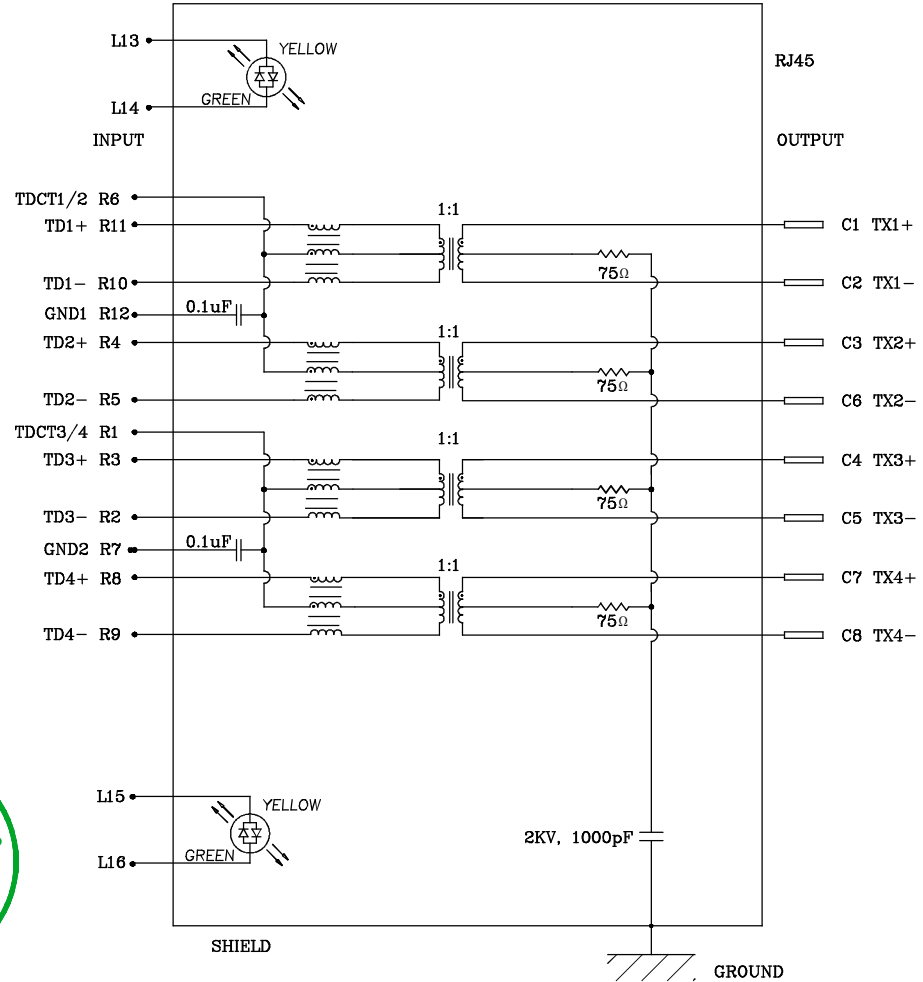 L13
YELLOW
RJ45
GREEN
L14
INPUT
OUTPUT
TDCT1/2 R6
1:1
TD1+ R11
C1 TX1+
75Ω
TD1- R10
C2 TX1-
GND1 R12
0.1uF
1:1
TD2+ R4
C3 TX2+
75Ω
TD2- R5
C6 TX2-
TDCT3/4 R1
1:1
TD3+ R3
C4 TX3+
75Ω
TD3- R2
C5 TX3-
GND2 R7
0.1uF
1:1
TD4+ R8
C7 TX4+
75Ω
TD4- R9
C8 TX4-
L15
YELLOW
2KV, 1000pF
GREEN
L16
SHIELD
GROUND